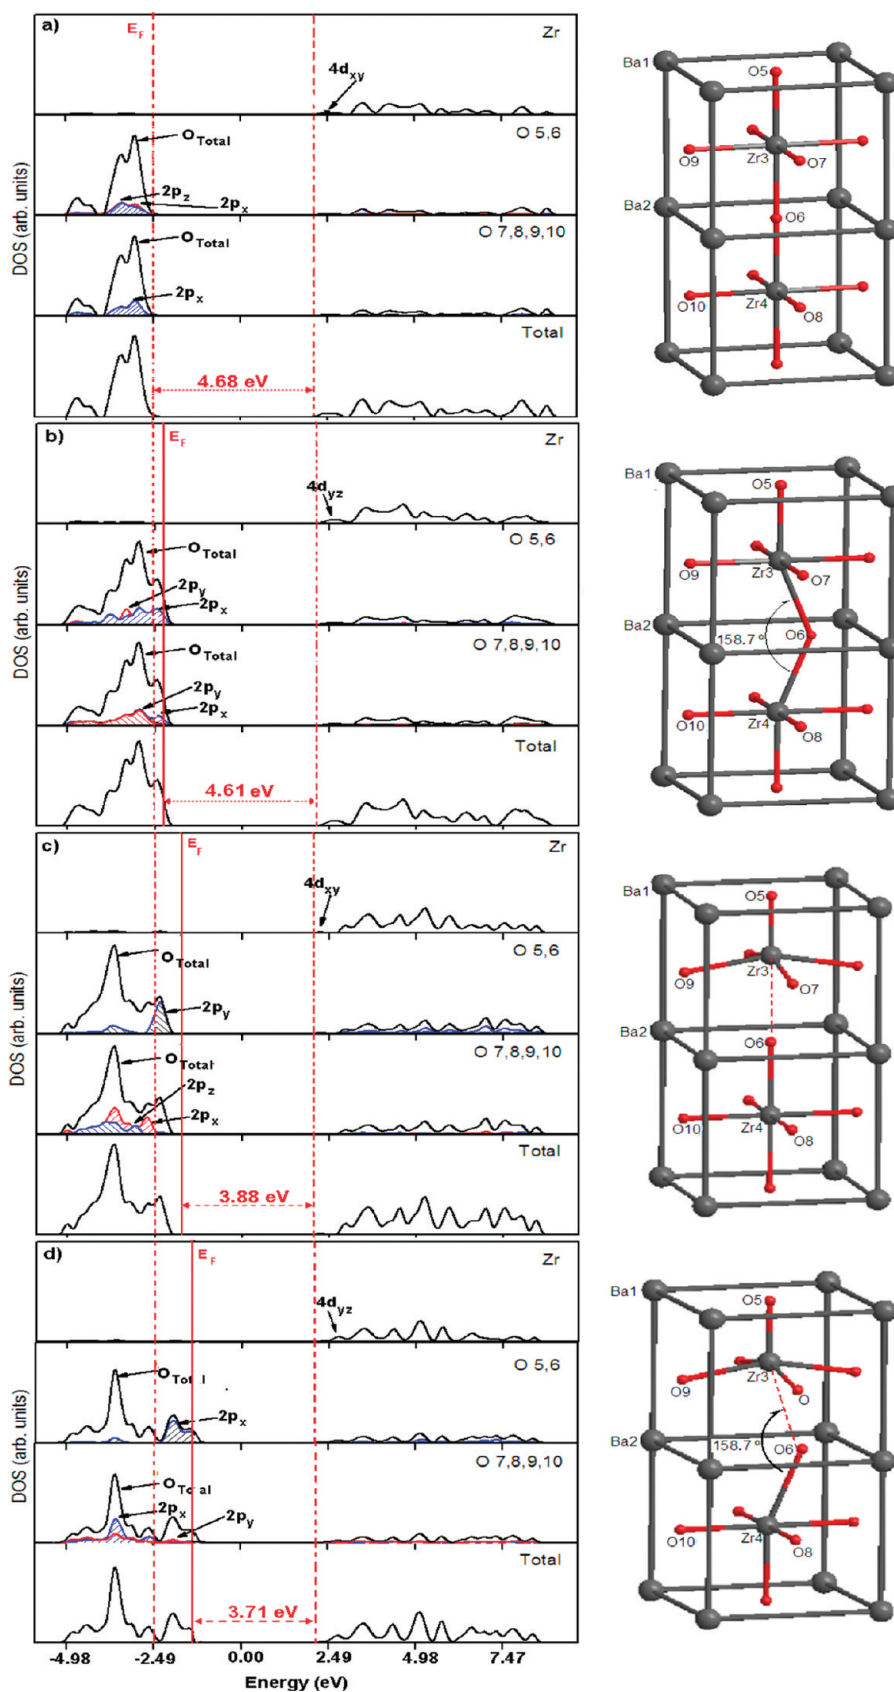 a)
E_F
Zr
4d_xy
O_Total
O 5,6
2p_z
2p_x
O_Total
O 7,8,9,10
2p_x
Total
4.68 eV
DOS (arb. units)
Ba1
O5
O9
Zr3
O7
Ba2
O6
O10
Zr4
O8
b)
E_F
Zr
4d_yz
O_Total
O 5,6
2p_y
2p_x
O_Total
O 7,8,9,10
2p_y
2p_x
Total
4.61 eV
DOS (arb. units)
Ba1
O5
O9
Zr3
O7
Ba2
158.7°
O6
O10
Zr4
O8
c)
E_F
Zr
4d_xy
O_Total
O 5,6
2p_y
O_Total
O 7,8,9,10
2p_z
2p_x
Total
3.88 eV
DOS (arb. units)
Ba1
O5
Zr3
O9
O7
Ba2
O6
O10
Zr4
O8
d)
E_F
Zr
4d_yz
O_Total
O 5,6
2p_x
O_Total
O 7,8,9,10
2p_x
2p_y
Total
3.71 eV
DOS (arb. units)
-4.98 -2.49 0.00 2.49 4.98 7.47
Energy (eV)
Ba1
O5
Zr3
O9
O
Ba2
158.7°
O6
O10
Zr4
O8